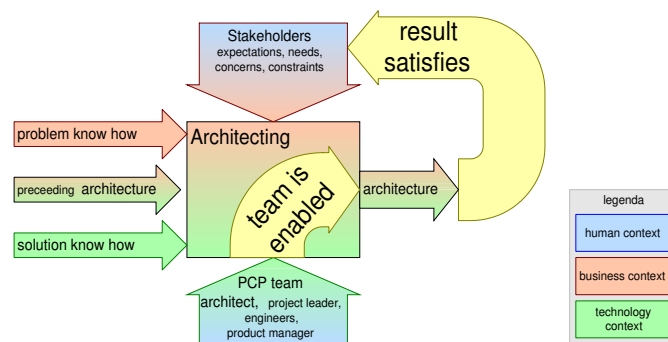 Stakeholders
expectations, needs,
concerns, constraints
result
satisfies
problem know how
Architecting
preceeding architecture
team is
enabled
architecture
solution know how
PCP team
architect, project leader,
engineers,
product manager
legenda
human context
business context
technology
context